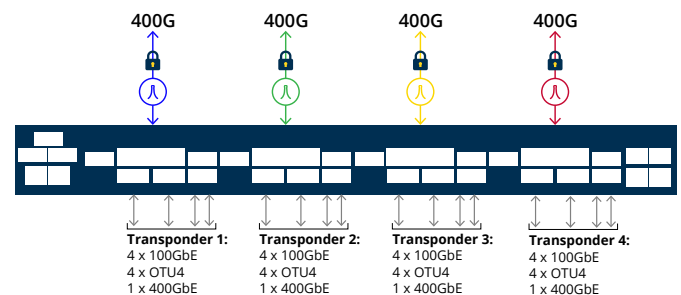 400G 400G 400G 400G
Transponder 1:
4 x 100GbE
4 x OTU4
1 x 400GbE
Transponder 2:
4 x 100GbE
4 x OTU4
1 x 400GbE
Transponder 3:
4 x 100GbE
4 x OTU4
1 x 400GbE
Transponder 4:
4 x 100GbE
4 x OTU4
1 x 400GbE